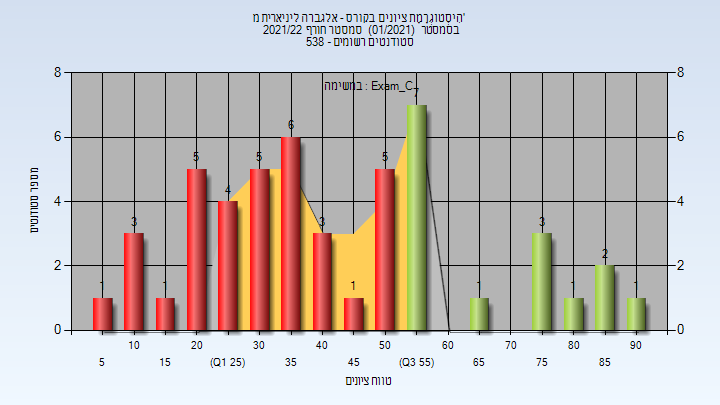 הִיסְטוֹגְרָמַת ציונים בקורס - אלגברה ליניארית מ'
בסמסטר (01/2021) סמסטר חורף 2021/22
סטודנטים רשומים - 538
במשימה : Exam_C
מספר סטודנטים
8 8
6 6
4 4
2 2
0 0
1 3 1 5 4 5 6 3 1 5 7 1 3 1 2 1
10 20 30 40 50 60 70 80 90
5 15 (Q1 25) 35 45 (Q3 55) 65 75 85
טווח ציונים